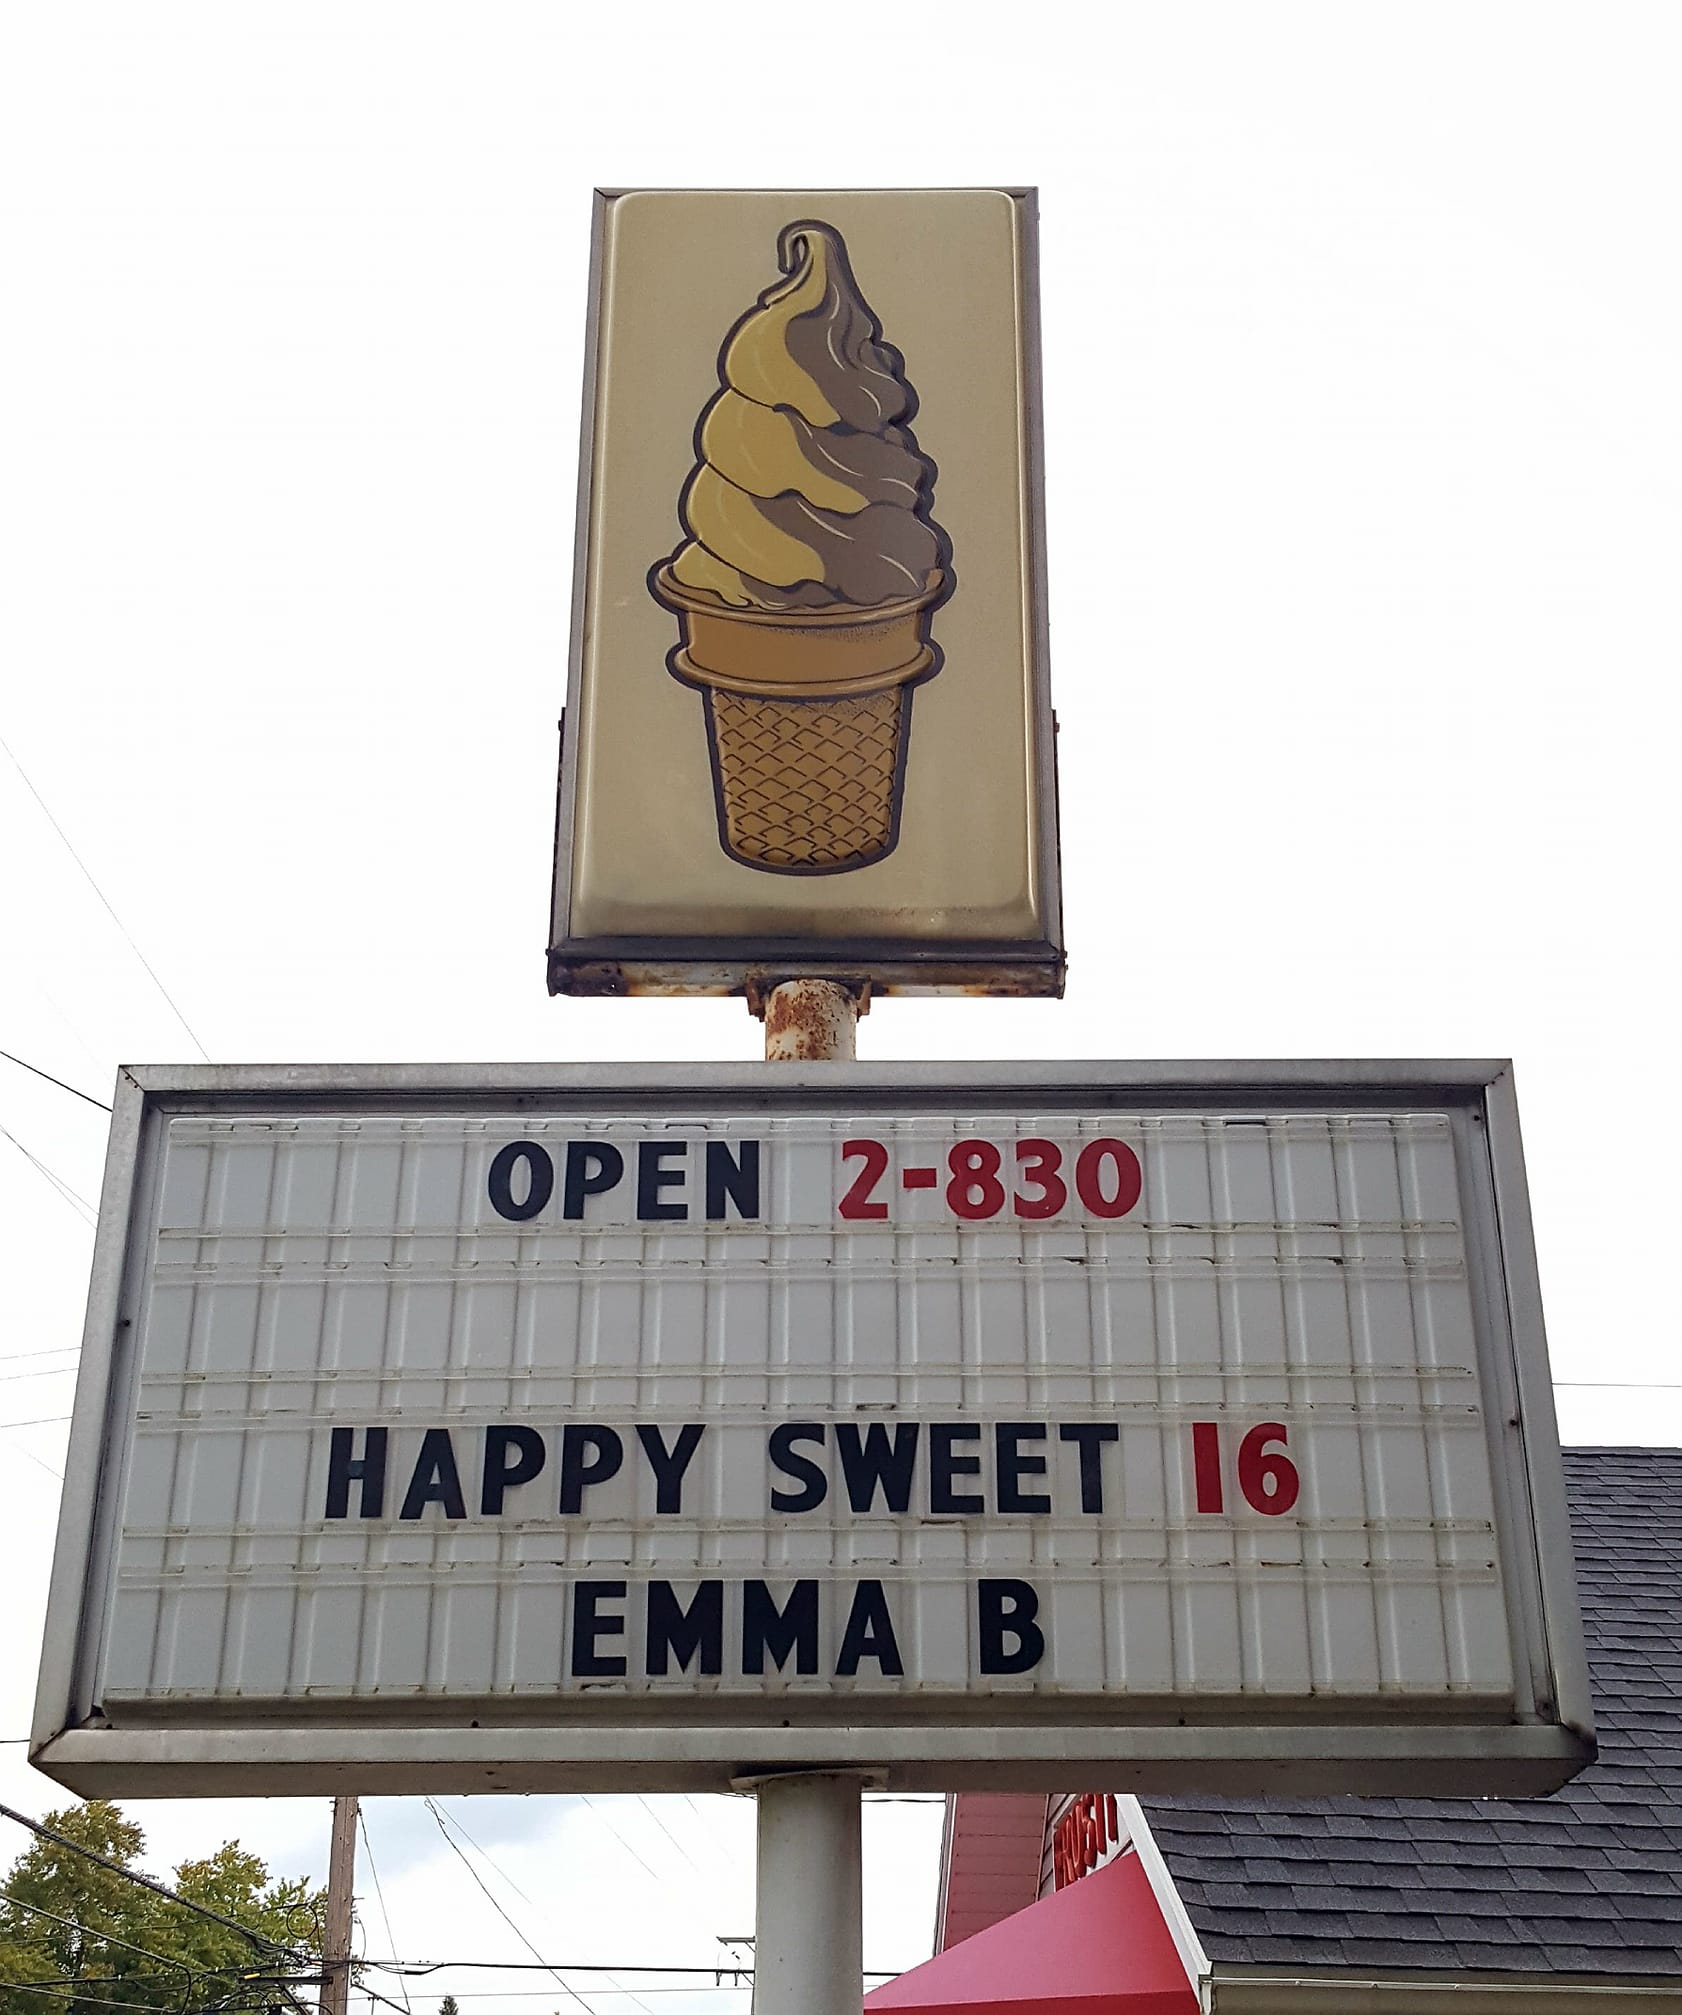 OPEN 2-830
HAPPY SWEET 16
EMMA B